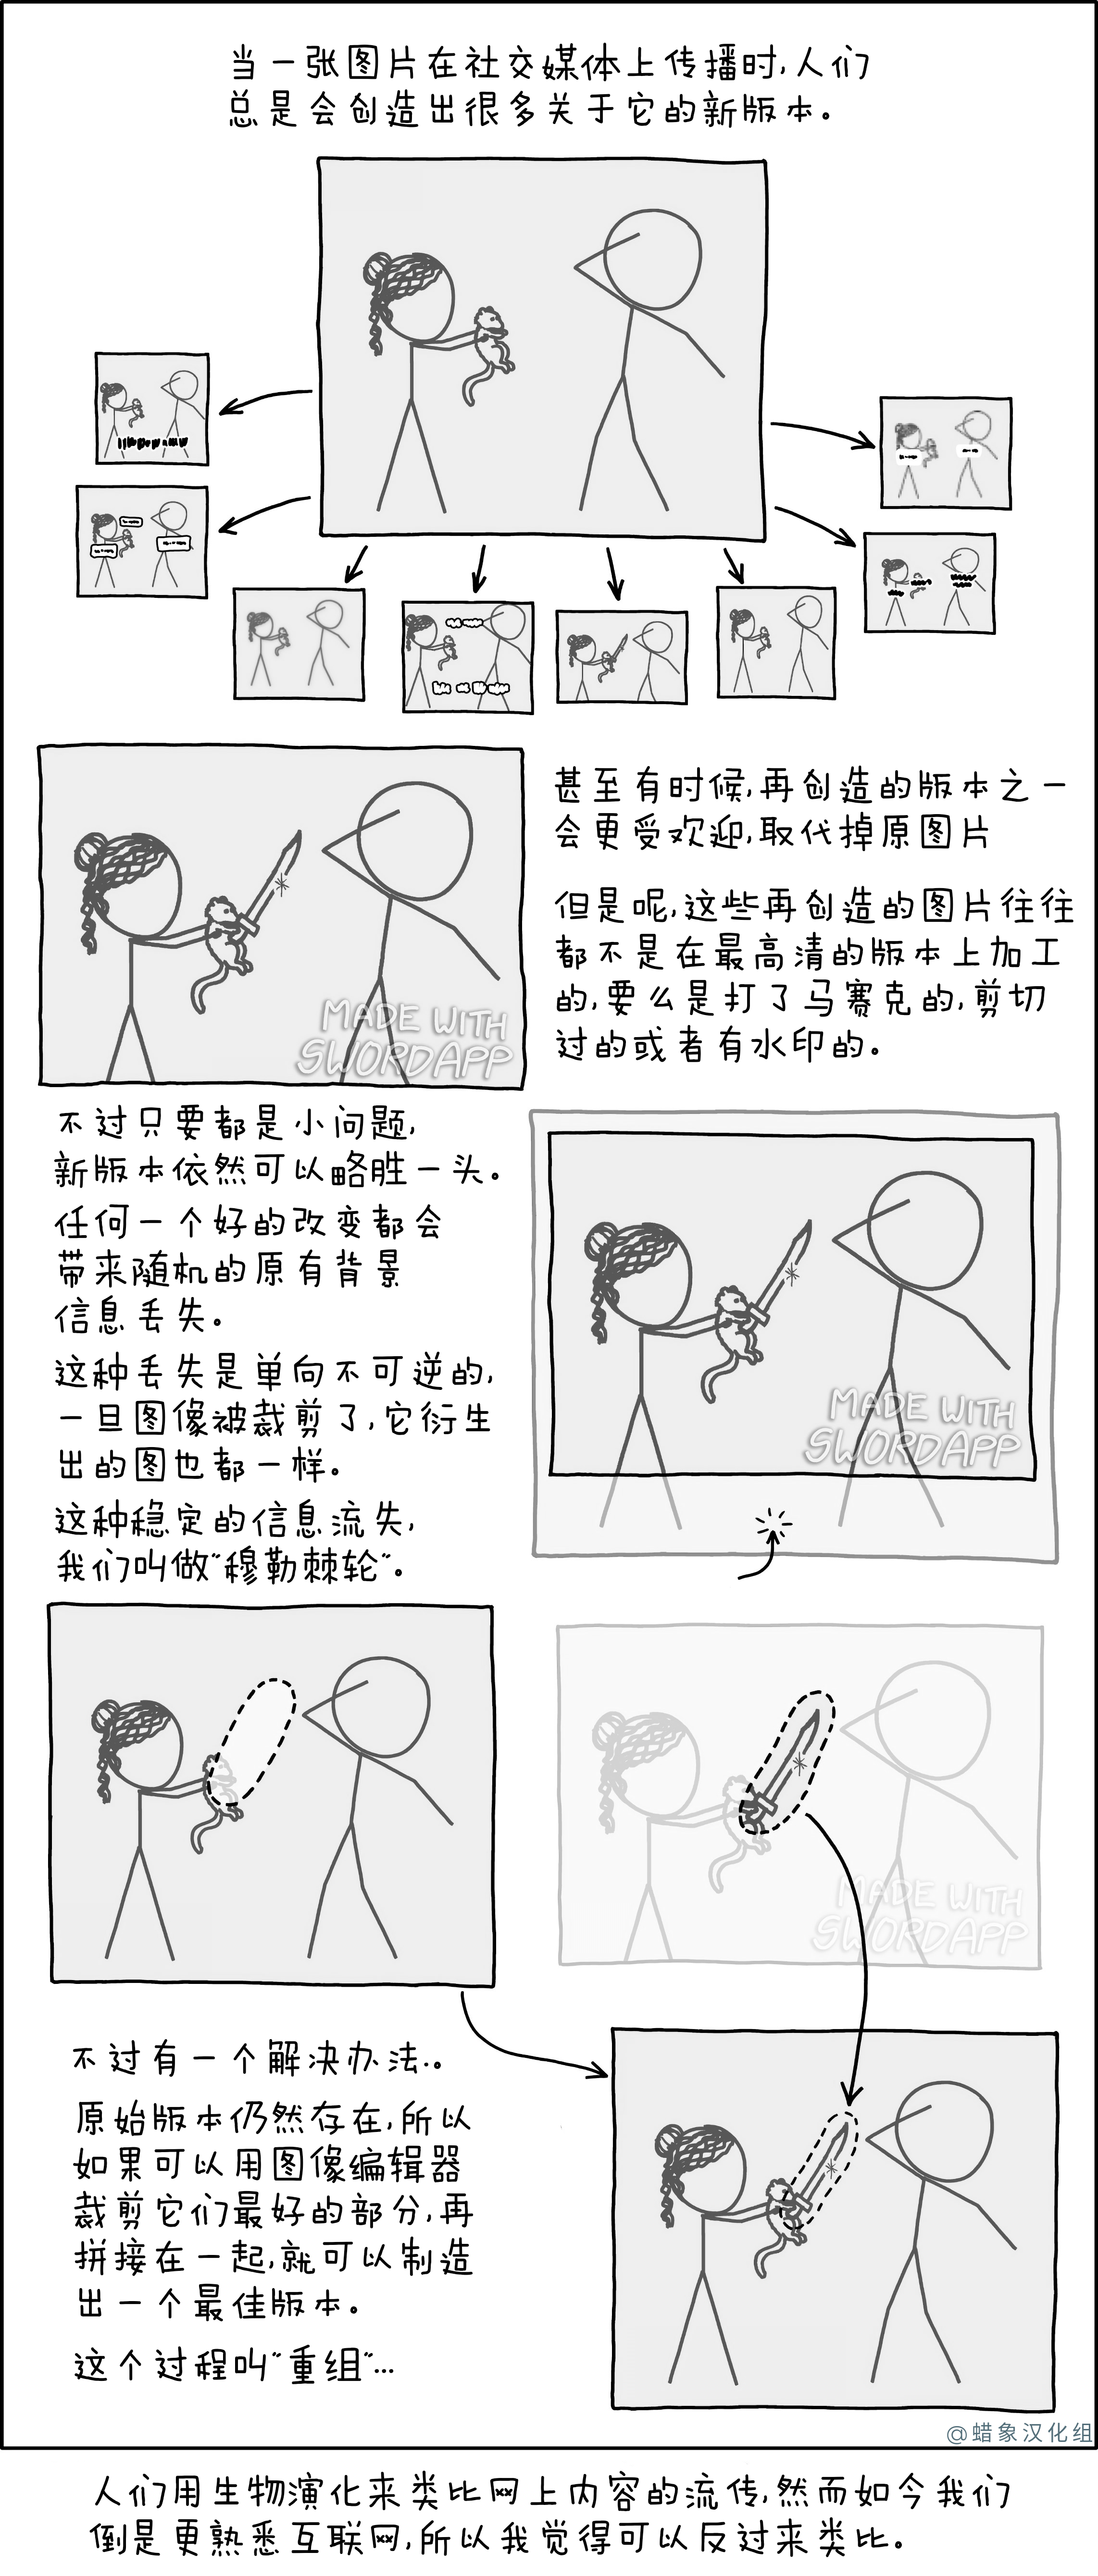 当一张图片在社交媒体上传播时,人们
总是会创造出很多关于它的新版本。
甚至有时候,再创造的版本之一
会更受欢迎,取代掉原图片
但是呢,这些再创造的图片往往
都不是在最高清的版本上加工
的,要么是打了马赛克的,剪切
过的或者有水印的。
MADE WITH
SWORDAPP
不过只要都是小问题,
新版本依然可以略胜一头。
任何一个好的改变都会
带来随机的原有背景
信息丢失。
这种丢失是单向不可逆的,
一旦图像被裁剪了,它衍生
出的图也都一样。
这种稳定的信息流失,
我们叫做“穆勒棘轮”。
MADE WITH
SWORDAPP
MADE WITH
SWORDAPP
不过有一个解决办法..。
原始版本仍然存在,所以
如果可以用图像编辑器
裁剪它们最好的部分,再
拼接在一起,就可以制造
出一个最佳版本。
这个过程叫“重组”...
@蜡象汉化组
人们用生物演化来类比网上内容的流传,然而如今我们
倒是更熟悉互联网,所以我觉得可以反过来类比。